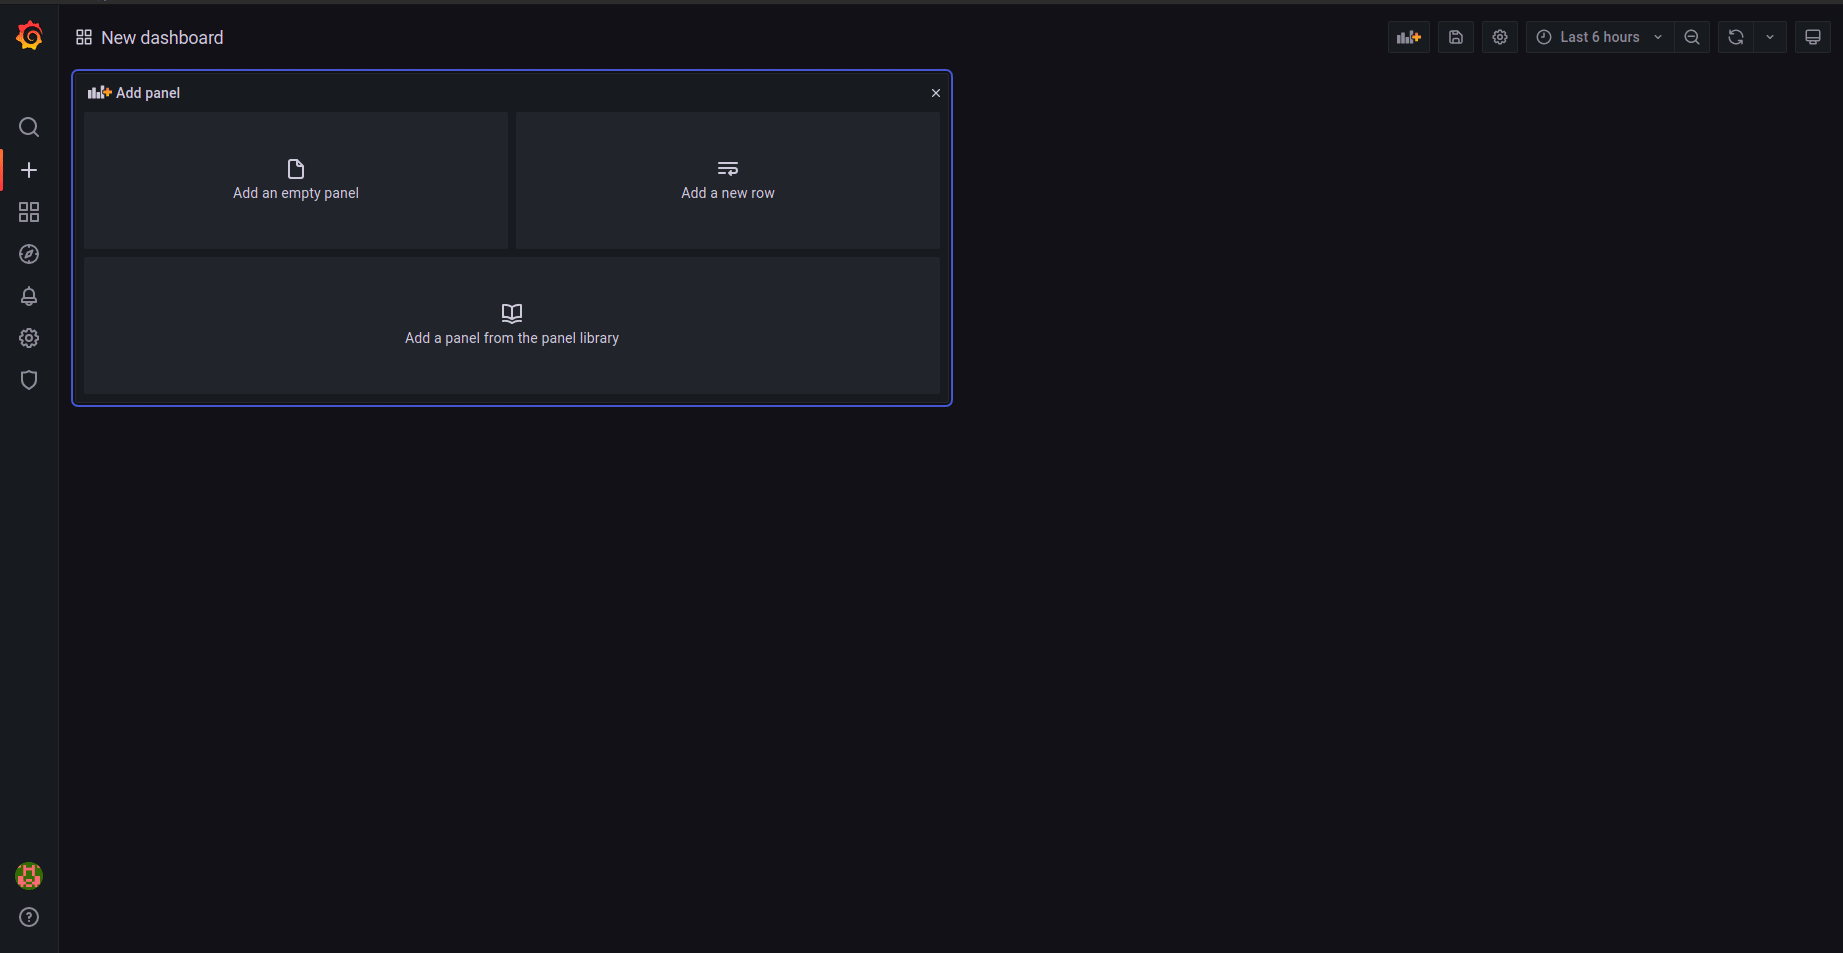 New dashboard
Last 6 hours
Add panel
Add an empty panel
Add a new row
Add a panel from the panel library